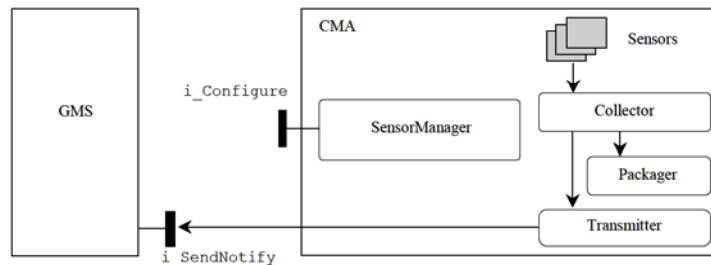 CMA
Sensors
i_Configure
GMS
SensorManager
Collector
Packager
Transmitter
i_SendNotify